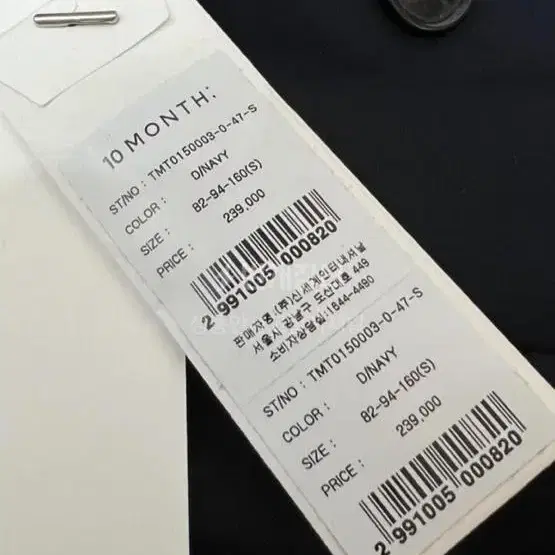 10 MONTH:
ST/NO : TMT0150003-0-47-S
COLOR : D/NAVY
SIZE : 82-94-160(S)
PRICE : 239,000
2 991005 000820
판매자명 (주)신세계인터내셔날
서울시 강남구 도산대로 449
소비자상담실:1644-4490
ST/NO : TMT0150003-0-47-S
COLOR : D/NAVY
SIZE : 82-94-160(S)
PRICE : 239,000
2 991005 000820